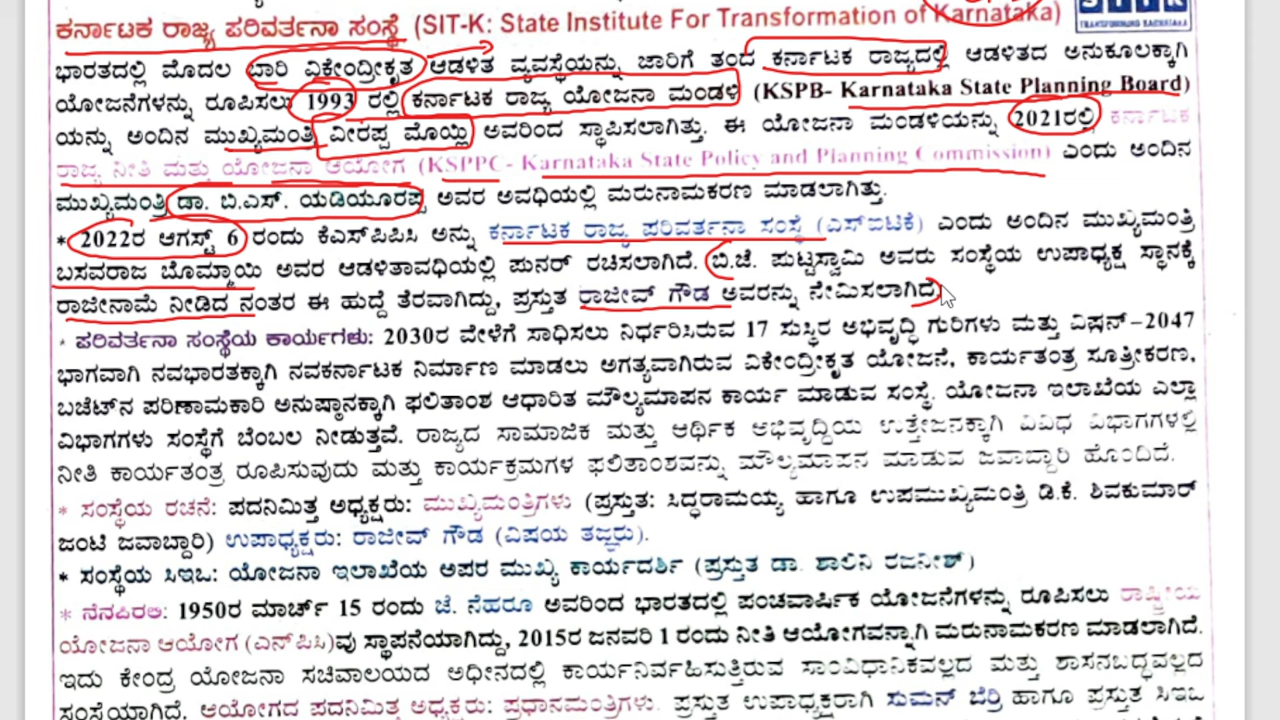 ಕರ್ನಾಟಕ ರಾಜ್ಯ ಪರಿವರ್ತನಾ ಸಂಸ್ಥೆ (SIT-K: State Institute For Transformation of Karnataka)
TRANSFORMING KARNATAKA
ಭಾರತದಲ್ಲಿ ಮೊದಲ ಬಾರಿ ವಿಕೇಂದ್ರೀಕೃತ ಆಡಳಿತ ವ್ಯವಸ್ಥೆಯನ್ನು ಜಾರಿಗೆ ತಂದ ಕರ್ನಾಟಕ ರಾಜ್ಯದಲ್ಲಿ ಆಡಳಿತದ ಅನುಕೂಲಕ್ಕಾಗಿ
ಯೋಜನೆಗಳನ್ನು ರೂಪಿಸಲು 1993 ರಲ್ಲಿ ಕರ್ನಾಟಕ ರಾಜ್ಯ ಯೋಜನಾ ಮಂಡಳಿ (KSPB- Karnataka State Planning Board)
ಯನ್ನು ಅಂದಿನ ಮುಖ್ಯಮಂತ್ರಿ ವೀರಪ್ಪ ಮೊಯ್ಲಿ ಅವರಿಂದ ಸ್ಥಾಪಿಸಲಾಗಿತ್ತು. ಈ ಯೋಜನಾ ಮಂಡಳಿಯನ್ನು 2021ರಲ್ಲಿ ಕರ್ನಾಟಕ
ರಾಜ್ಯ ನೀತಿ ಮತ್ತು ಯೋಜನಾ ಆಯೋಗ (KSPPC- Karnataka State Policy and Planning Commission) ಎಂದು ಅಂದಿನ
ಮುಖ್ಯಮಂತ್ರಿ ಡಾ. ಬಿ.ಎಸ್. ಯಡಿಯೂರಪ್ಪ ಅವರ ಅವಧಿಯಲ್ಲಿ ಮರುನಾಮಕರಣ ಮಾಡಲಾಗಿತ್ತು.
* 2022ರ ಆಗಸ್ಟ್ 6 ರಂದು ಕೆಎಸ್‌ಪಿಪಿಸಿ ಅನ್ನು ಕರ್ನಾಟಕ ರಾಜ್ಯ ಪರಿವರ್ತನಾ ಸಂಸ್ಥೆ (ಎಸ್‌ಐಟಿಕೆ) ಎಂದು ಅಂದಿನ ಮುಖ್ಯಮಂತ್ರಿ
ಬಸವರಾಜ ಬೊಮ್ಮಾಯಿ ಅವರ ಆಡಳಿತಾವಧಿಯಲ್ಲಿ ಪುನರ್ ರಚಿಸಲಾಗಿದೆ. ಬಿ.ಜೆ. ಪುಟ್ಟಸ್ವಾಮಿ ಅವರು ಸಂಸ್ಥೆಯ ಉಪಾಧ್ಯಕ್ಷ ಸ್ಥಾನಕ್ಕೆ
ರಾಜೀನಾಮೆ ನೀಡಿದ ನಂತರ ಈ ಹುದ್ದೆ ತೆರವಾಗಿದ್ದು, ಪ್ರಸ್ತುತ ರಾಜೀವ್ ಗೌಡ ಅವರನ್ನು ನೇಮಿಸಲಾಗಿದೆ.
* ಪರಿವರ್ತನಾ ಸಂಸ್ಥೆಯ ಕಾರ್ಯಗಳು: 2030ರ ವೇಳೆಗೆ ಸಾಧಿಸಲು ನಿರ್ಧರಿಸಿರುವ 17 ಸುಸ್ಥಿರ ಅಭಿವೃದ್ಧಿ ಗುರಿಗಳು ಮತ್ತು ವಿಷನ್-2047
ಭಾಗವಾಗಿ ನವಭಾರತಕ್ಕಾಗಿ ನವಕರ್ನಾಟಕ ನಿರ್ಮಾಣ ಮಾಡಲು ಅಗತ್ಯವಾಗಿರುವ ವಿಕೇಂದ್ರೀಕೃತ ಯೋಜನೆ, ಕಾರ್ಯತಂತ್ರ ಸೂತ್ರೀಕರಣ,
ಬಜೆಟ್‌ನ ಪರಿಣಾಮಕಾರಿ ಅನುಷ್ಠಾನಕ್ಕಾಗಿ ಫಲಿತಾಂಶ ಆಧಾರಿತ ಮೌಲ್ಯಮಾಪನ ಕಾರ್ಯ ಮಾಡುವ ಸಂಸ್ಥೆ. ಯೋಜನಾ ಇಲಾಖೆಯ ಎಲ್ಲಾ
ವಿಭಾಗಗಳು ಸಂಸ್ಥೆಗೆ ಬೆಂಬಲ ನೀಡುತ್ತವೆ. ರಾಜ್ಯದ ಸಾಮಾಜಿಕ ಮತ್ತು ಆರ್ಥಿಕ ಅಭಿವೃದ್ಧಿಯ ಉತ್ತೇಜನಕ್ಕಾಗಿ ವಿವಿಧ ವಿಭಾಗಗಳಲ್ಲಿ
ನೀತಿ ಕಾರ್ಯತಂತ್ರ ರೂಪಿಸುವುದು ಮತ್ತು ಕಾರ್ಯಕ್ರಮಗಳ ಫಲಿತಾಂಶವನ್ನು ಮೌಲ್ಯಮಾಪನ ಮಾಡುವ ಜವಾಬ್ದಾರಿ ಹೊಂದಿದೆ.
* ಸಂಸ್ಥೆಯ ರಚನೆ: ಪದನಿಮಿತ್ತ ಅಧ್ಯಕ್ಷರು: ಮುಖ್ಯಮಂತ್ರಿಗಳು (ಪ್ರಸ್ತುತ: ಸಿದ್ಧರಾಮಯ್ಯ ಹಾಗೂ ಉಪಮುಖ್ಯಮಂತ್ರಿ ಡಿ.ಕೆ. ಶಿವಕುಮಾರ್
ಜಂಟಿ ಜವಾಬ್ದಾರಿ) ಉಪಾಧ್ಯಕ್ಷರು: ರಾಜೀವ್ ಗೌಡ (ವಿಷಯ ತಜ್ಞರು).
* ಸಂಸ್ಥೆಯ ಸಿಇಒ: ಯೋಜನಾ ಇಲಾಖೆಯ ಅಪರ ಮುಖ್ಯ ಕಾರ್ಯದರ್ಶಿ (ಪ್ರಸ್ತುತ ಡಾ. ಶಾಲಿನಿ ರಜನೀಶ್)
* ನೆನಪಿರಲಿ: 1950ರ ಮಾರ್ಚ್ 15 ರಂದು ಜೆ. ನೆಹರೂ ಅವರಿಂದ ಭಾರತದಲ್ಲಿ ಪಂಚವಾರ್ಷಿಕ ಯೋಜನೆಗಳನ್ನು ರೂಪಿಸಲು ರಾಷ್ಟ್ರೀಯ
ಯೋಜನಾ ಆಯೋಗ (ಎನ್‌ಪಿಸಿ)ವು ಸ್ಥಾಪನೆಯಾಗಿದ್ದು, 2015ರ ಜನವರಿ 1 ರಂದು ನೀತಿ ಆಯೋಗವನ್ನಾಗಿ ಮರುನಾಮಕರಣ ಮಾಡಲಾಗಿದೆ.
ಇದು ಕೇಂದ್ರ ಯೋಜನಾ ಸಚಿವಾಲಯದ ಅಧೀನದಲ್ಲಿ ಕಾರ್ಯನಿರ್ವಹಿಸುತ್ತಿರುವ ಸಾಂವಿಧಾನಿಕವಲ್ಲದ ಮತ್ತು ಶಾಸನಬದ್ಧವಲ್ಲದ
ಸಂಸ್ಥೆಯಾಗಿದೆ. ಆಯೋಗದ ಪದನಿಮಿತ್ತ ಅಧ್ಯಕ್ಷರು: ಪ್ರಧಾನಮಂತ್ರಿಗಳು. ಪ್ರಸ್ತುತ ಉಪಾಧ್ಯಕ್ಷರಾಗಿ ಸುಮನ್ ಬೆರ್ರಿ ಹಾಗೂ ಪ್ರಸ್ತುತ ಸಿಇಒ